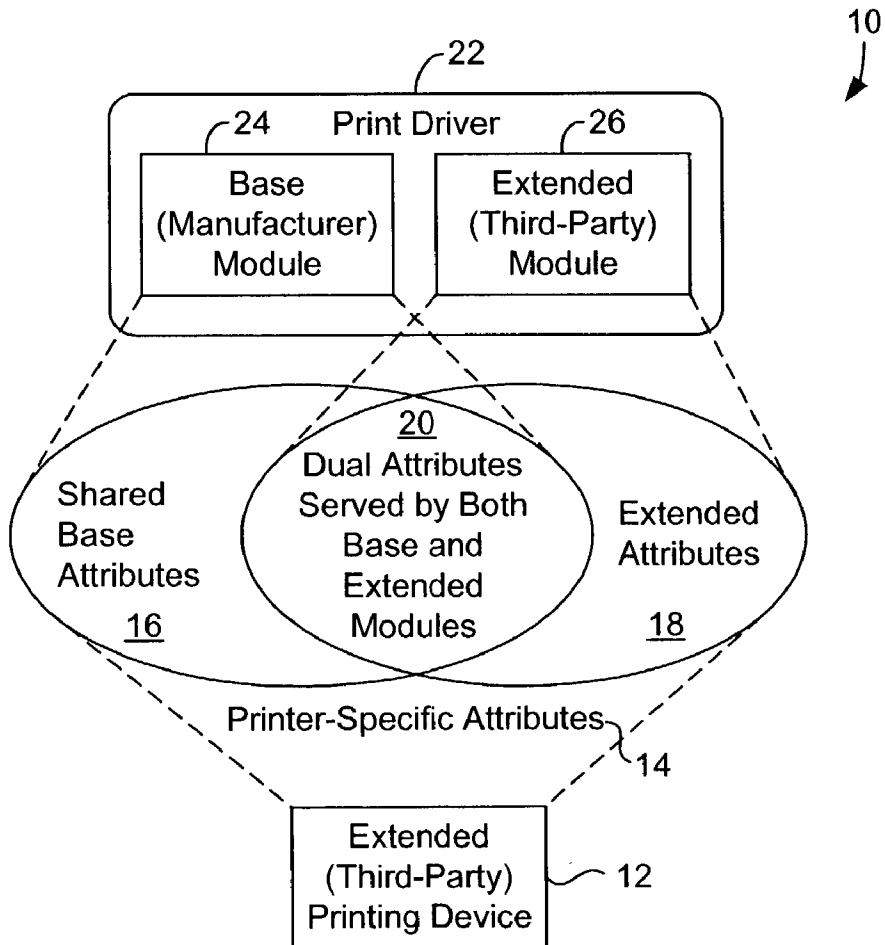 10
22
Print Driver
24
26
Base
(Manufacturer)
Module
Extended
(Third-Party)
Module
20
Dual Attributes
Served by Both
Base and
Extended
Modules
Shared
Base
Attributes
16
Extended
Attributes
18
Printer-Specific Attributes
14
Extended
(Third-Party)
Printing Device
12